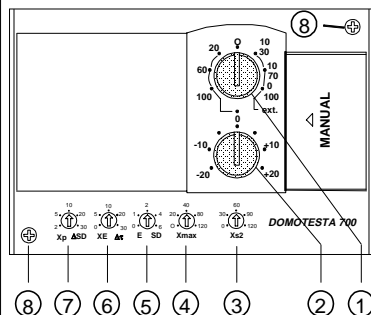 8
O
20 10
30
60 10
70
0
100 100
ext.
0
-10 +10
-20 +20
MANUAL
DOMOTESTA 700
10 10 2 40 60
5 20 5 20 1 4 20 80 30 90
2 30 0 30 0 6 O 120 0 120
Xp ΔSD XE Δτ E SD Xmax Xs2
8 7 6 5 4 3 2 1